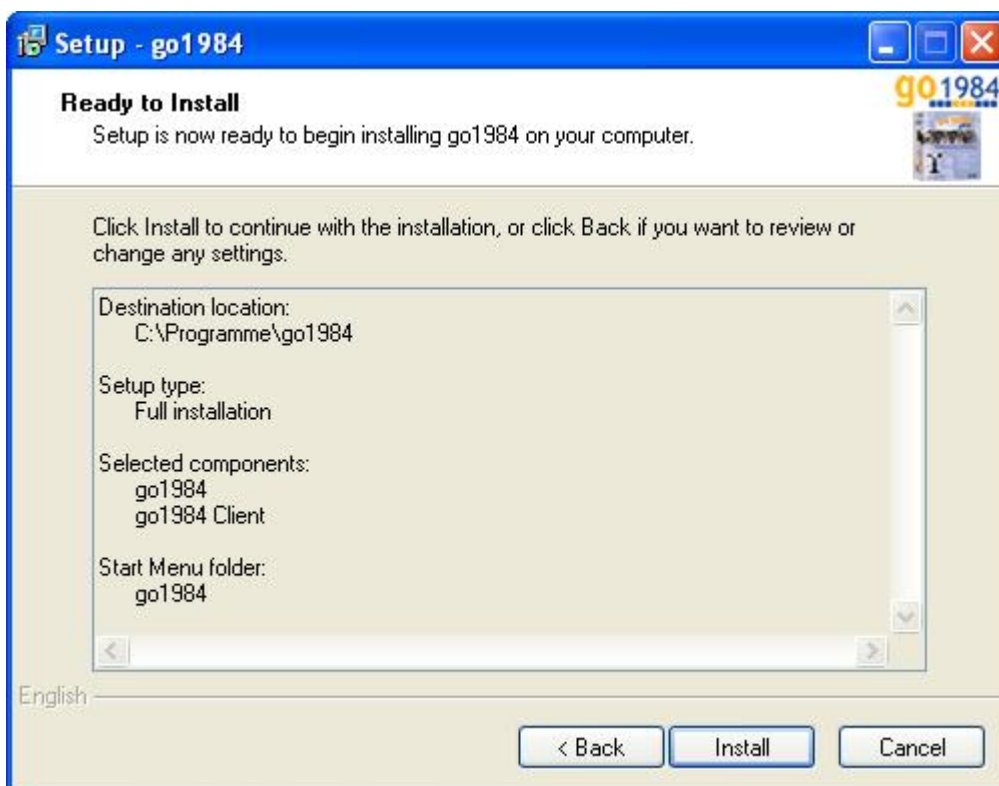 Setup - go1984
Ready to Install
Setup is now ready to begin installing go1984 on your computer.
go1984
Click Install to continue with the installation, or click Back if you want to review or
change any settings.
Destination location:
C:\Programme\go1984
Setup type:
Full installation
Selected components:
go1984
go1984 Client
Start Menu folder:
go1984
English
< Back
Install
Cancel